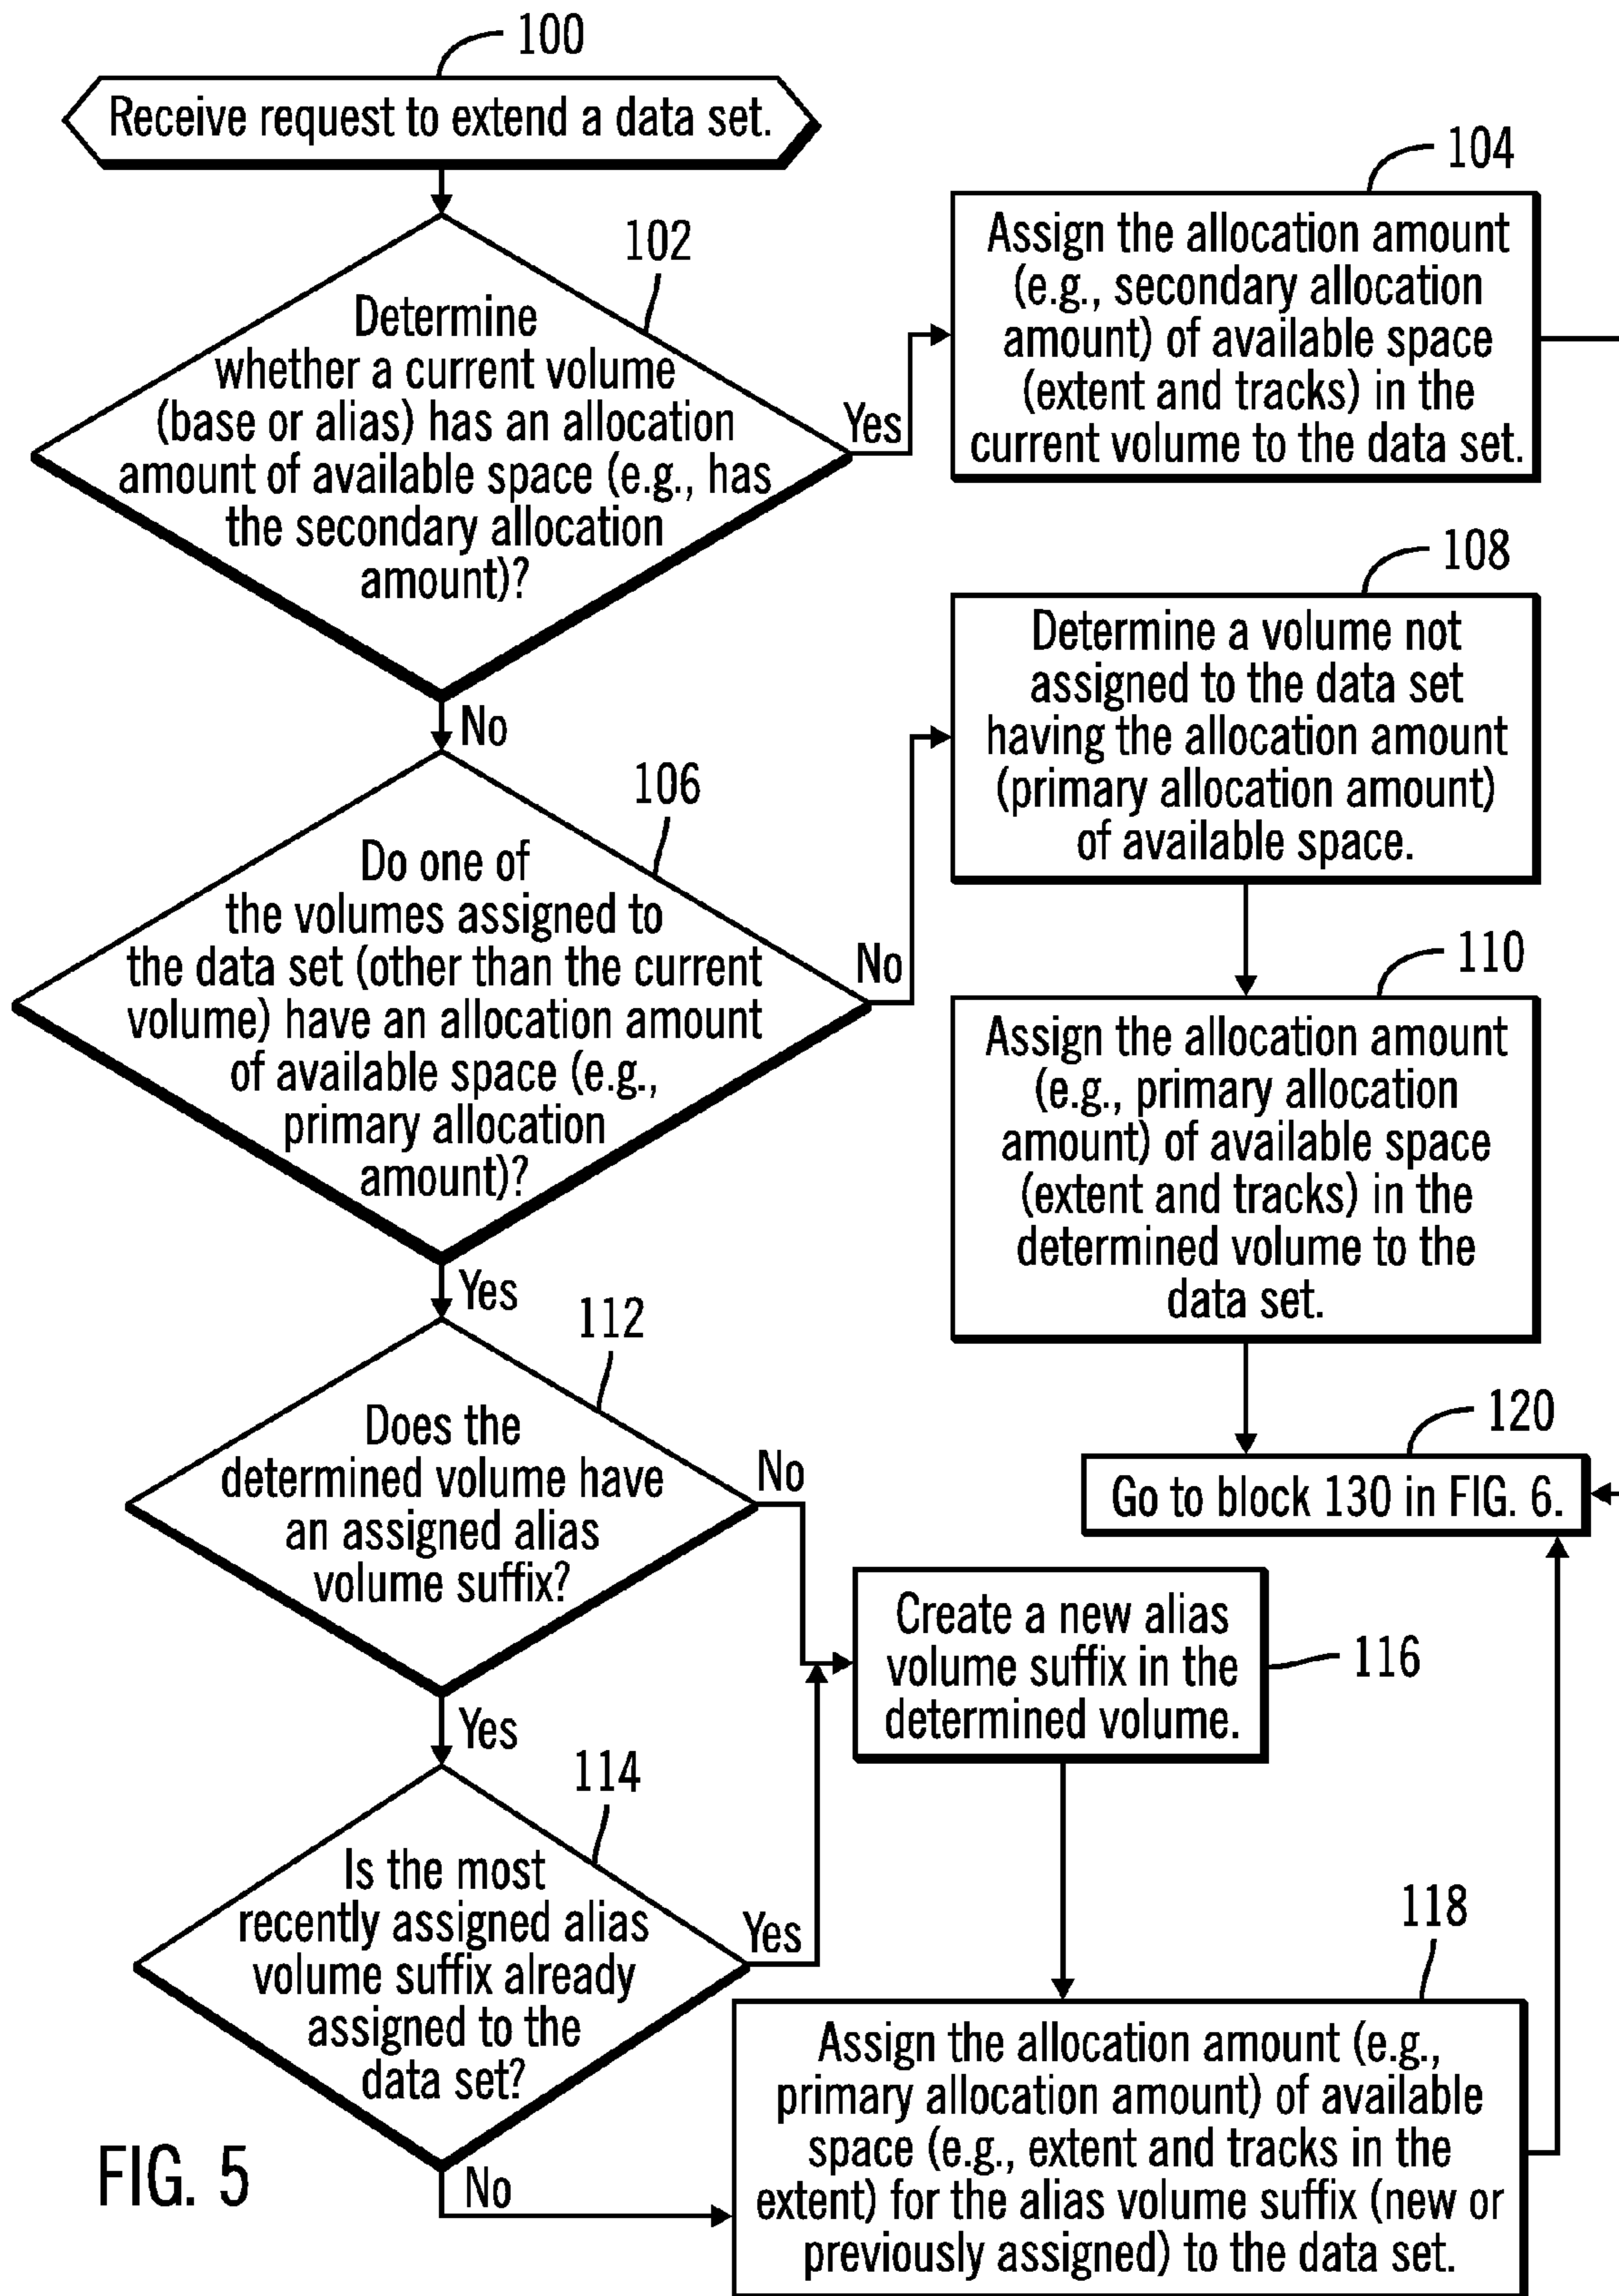 100
Receive request to extend a data set.
102
Determine
whether a current volume
(base or alias) has an allocation
amount of available space (e.g., has
the secondary allocation
amount)?
Yes
104
Assign the allocation amount
(e.g., secondary allocation
amount) of available space
(extent and tracks) in the
current volume to the data set.
No
106
Do one of
the volumes assigned to
the data set (other than the current
volume) have an allocation amount
of available space (e.g.,
primary allocation
amount)?
No
108
Determine a volume not
assigned to the data set
having the allocation amount
(primary allocation amount)
of available space.
110
Assign the allocation amount
(e.g., primary allocation
amount) of available space
(extent and tracks) in the
determined volume to the
data set.
Yes
112
Does the
determined volume have
an assigned alias
volume suffix?
No
120
Go to block 130 in FIG. 6.
Create a new alias
volume suffix in the
determined volume.
116
Yes
114
Is the most
recently assigned alias
volume suffix already
assigned to the
data set?
Yes
118
Assign the allocation amount (e.g.,
primary allocation amount) of available
space (e.g., extent and tracks in the
extent) for the alias volume suffix (new or
previously assigned) to the data set.
No
FIG. 5